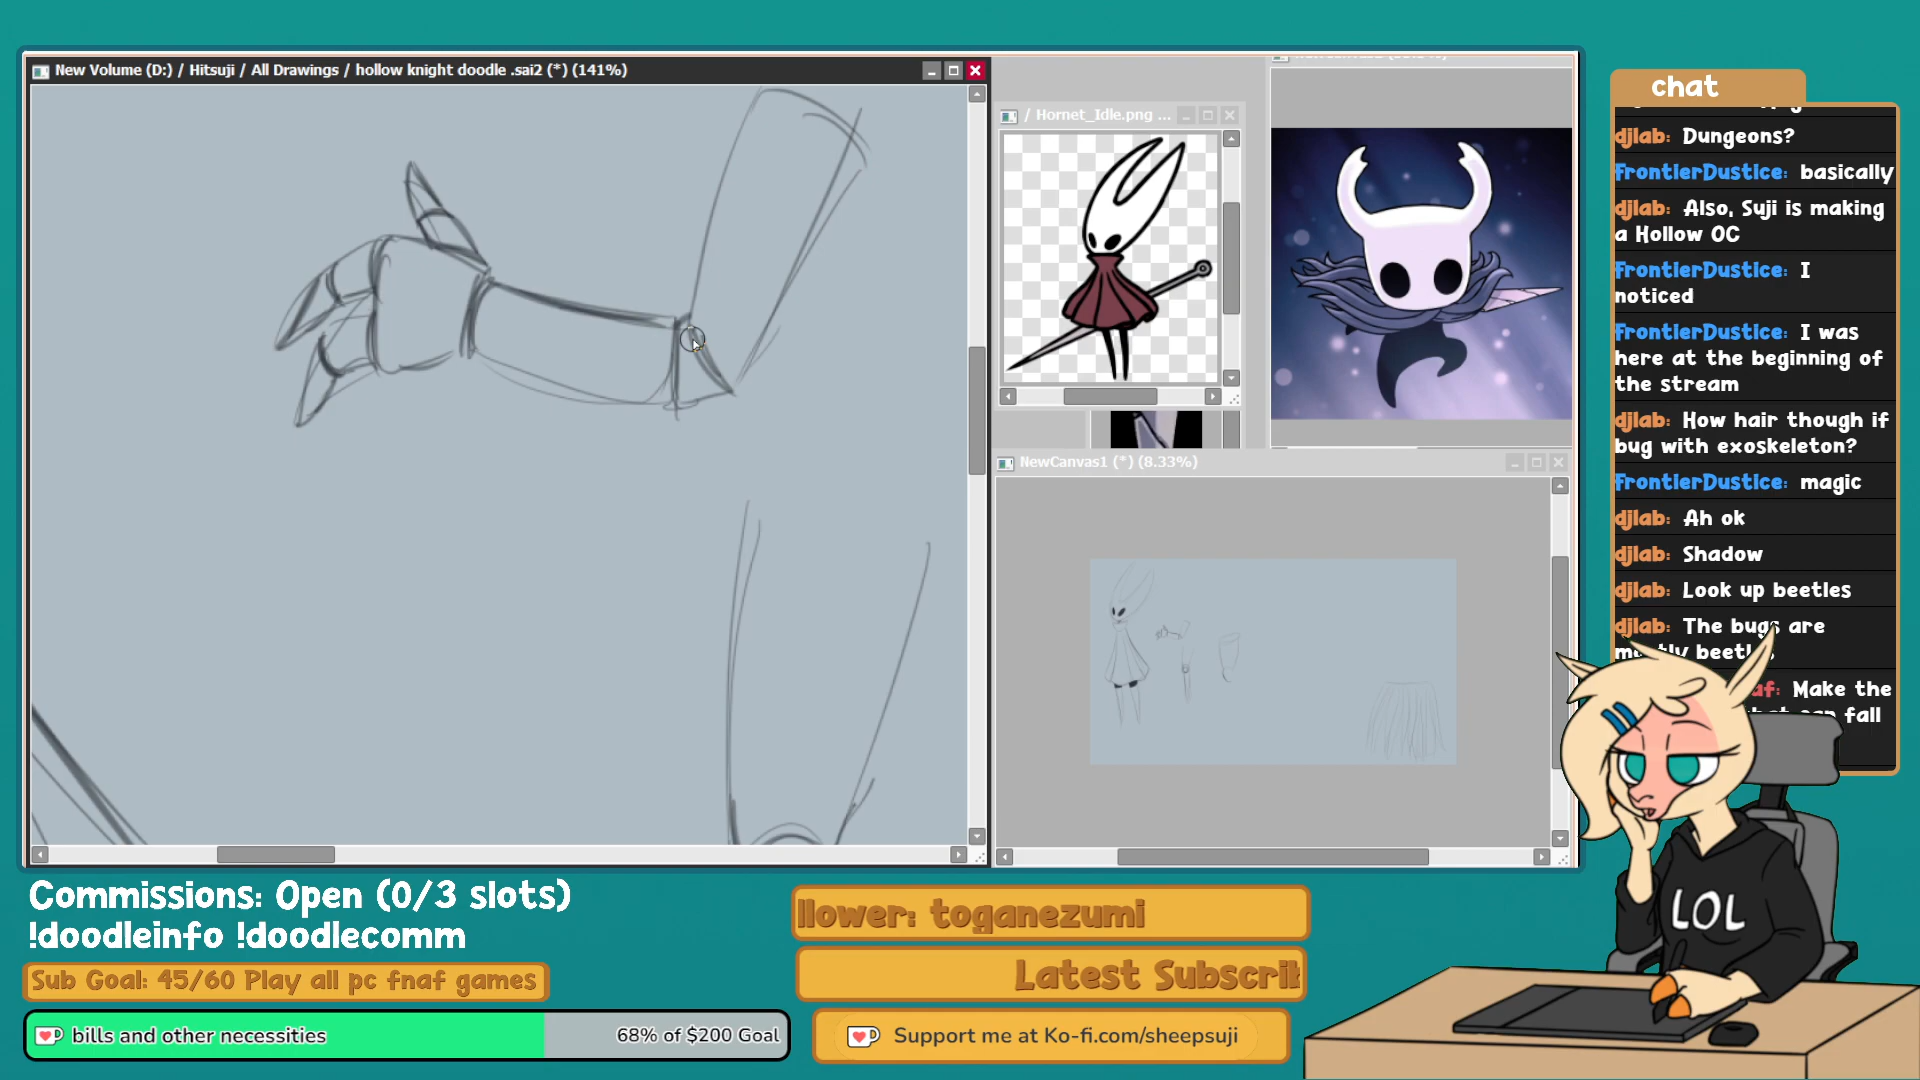 New Volume (D:) / Hitsuji / All Drawings / hollow knight doodle .sai2 (*) (141%)
/ Hornet_Idle.png ...
NewCanvas1 (*) (8.33%)
chat
djlab: Dungeons?
FrontierDustice: basically
djlab: Also, Suji is making
a Hollow OC
FrontierDustice: I
noticed
FrontierDustice: I was
here at the beginning of
the stream
djlab: How hair though if
bug with exoskeleton?
FrontierDustice: magic
djlab: Ah ok
djlab: Shadow
djlab: Look up beetles
djlab: The bugs are
Make the
fall
LOL
Commissions: Open (0/3 slots)
!doodleinfo !doodlecomm
Sub Goal: 45/60 Play all pc fnaf games
bills and other necessities
68% of $200 Goal
llower: toganezumi
Latest Subscrib
Support me at Ko-fi.com/sheepsuji